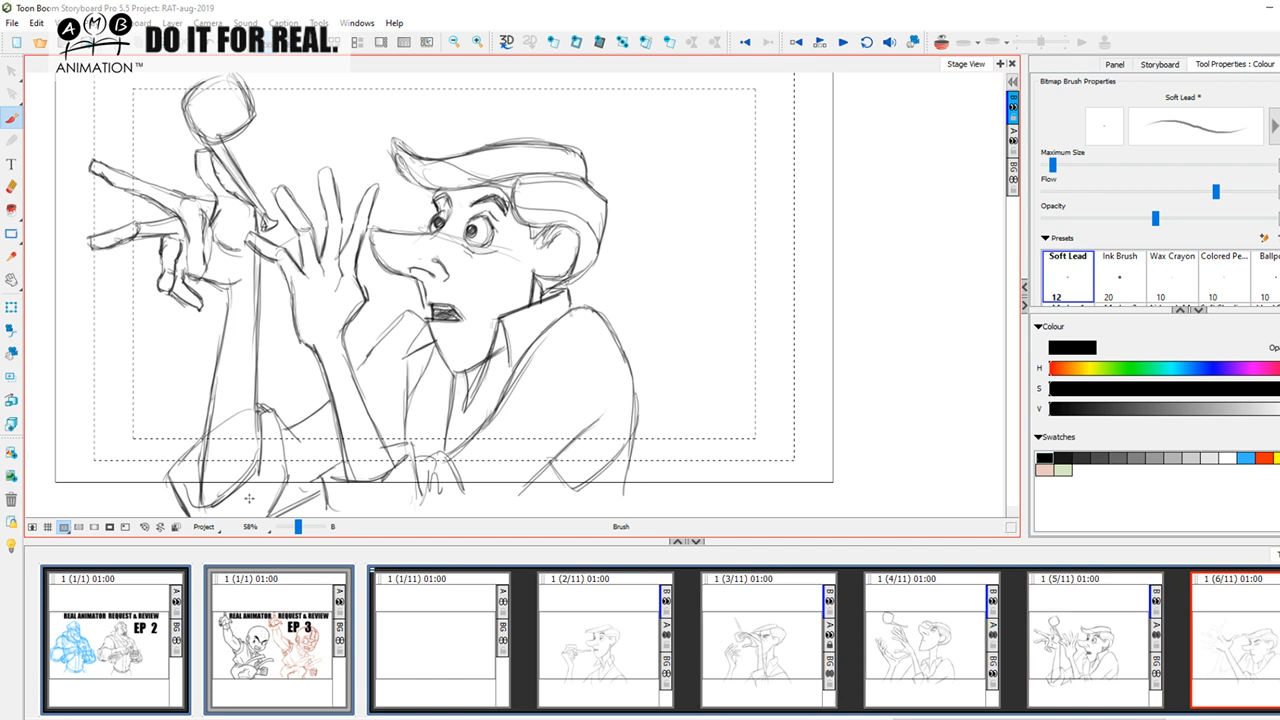 Toon Boom Storyboard Pro 5.5 Project: RAT-aug-2019
File Edit Layer Camera Sound Caption Tools Windows Help
AMB
ANIMATION™
DO IT FOR REAL.
3D
Stage View
Panel Storyboard Tool Properties : Colour
Bitmap Brush Properties
Soft Lead *
Maximum Size
Flow
Opacity
Presets
Soft Lead Ink Brush Wax Crayon Colored Pe... Ballpo
12 20 10 10 10
Colour
Opa
H
S
V
Swatches
B
A
BG
Project 58% B Brush
1 (1/1) 01:00 1 (1/1) 01:00 1 (1/11) 01:00 1 (2/11) 01:00 1 (3/11) 01:00 1 (4/11) 01:00 1 (5/11) 01:00 1 (6/11) 01:00
REAL ANIMATOR REQUEST & REVIEW
EP 2
REAL ANIMATOR REQUEST & REVIEW
EP 3